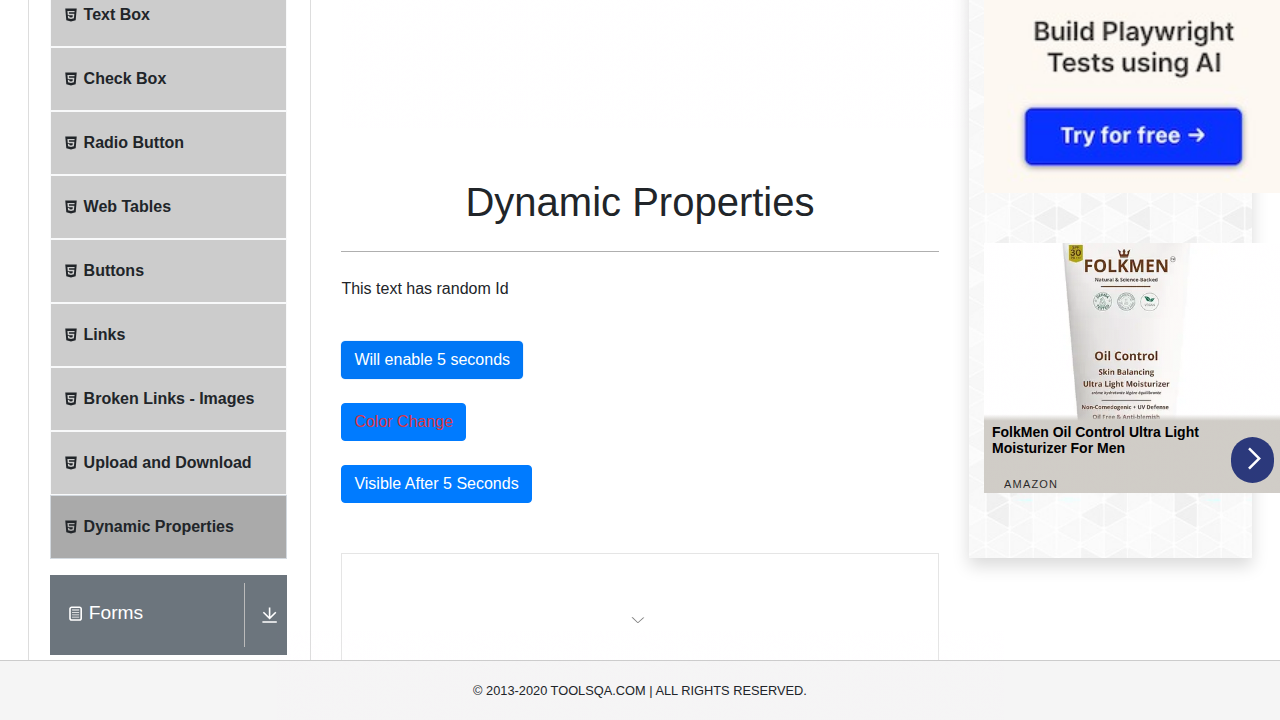 Text Box
Check Box
Radio Button
Web Tables
Buttons
Links
Broken Links - Images
Upload and Download
Dynamic Properties
Forms
Dynamic Properties
This text has random Id
Will enable 5 seconds
Color Change
Visible After 5 Seconds
Build Playwright
Tests using AI
Try for free →
30
FOLKMEN
Natural & Science-Backed
Oil Control
Skin Balancing
Ultra Light Moisturizer
Non-Comedogenic + UV Defense
Oil Free & Anti-blemish
FolkMen Oil Control Ultra Light
Moisturizer For Men
AMAZON
© 2013-2020 TOOLSQA.COM | ALL RIGHTS RESERVED.